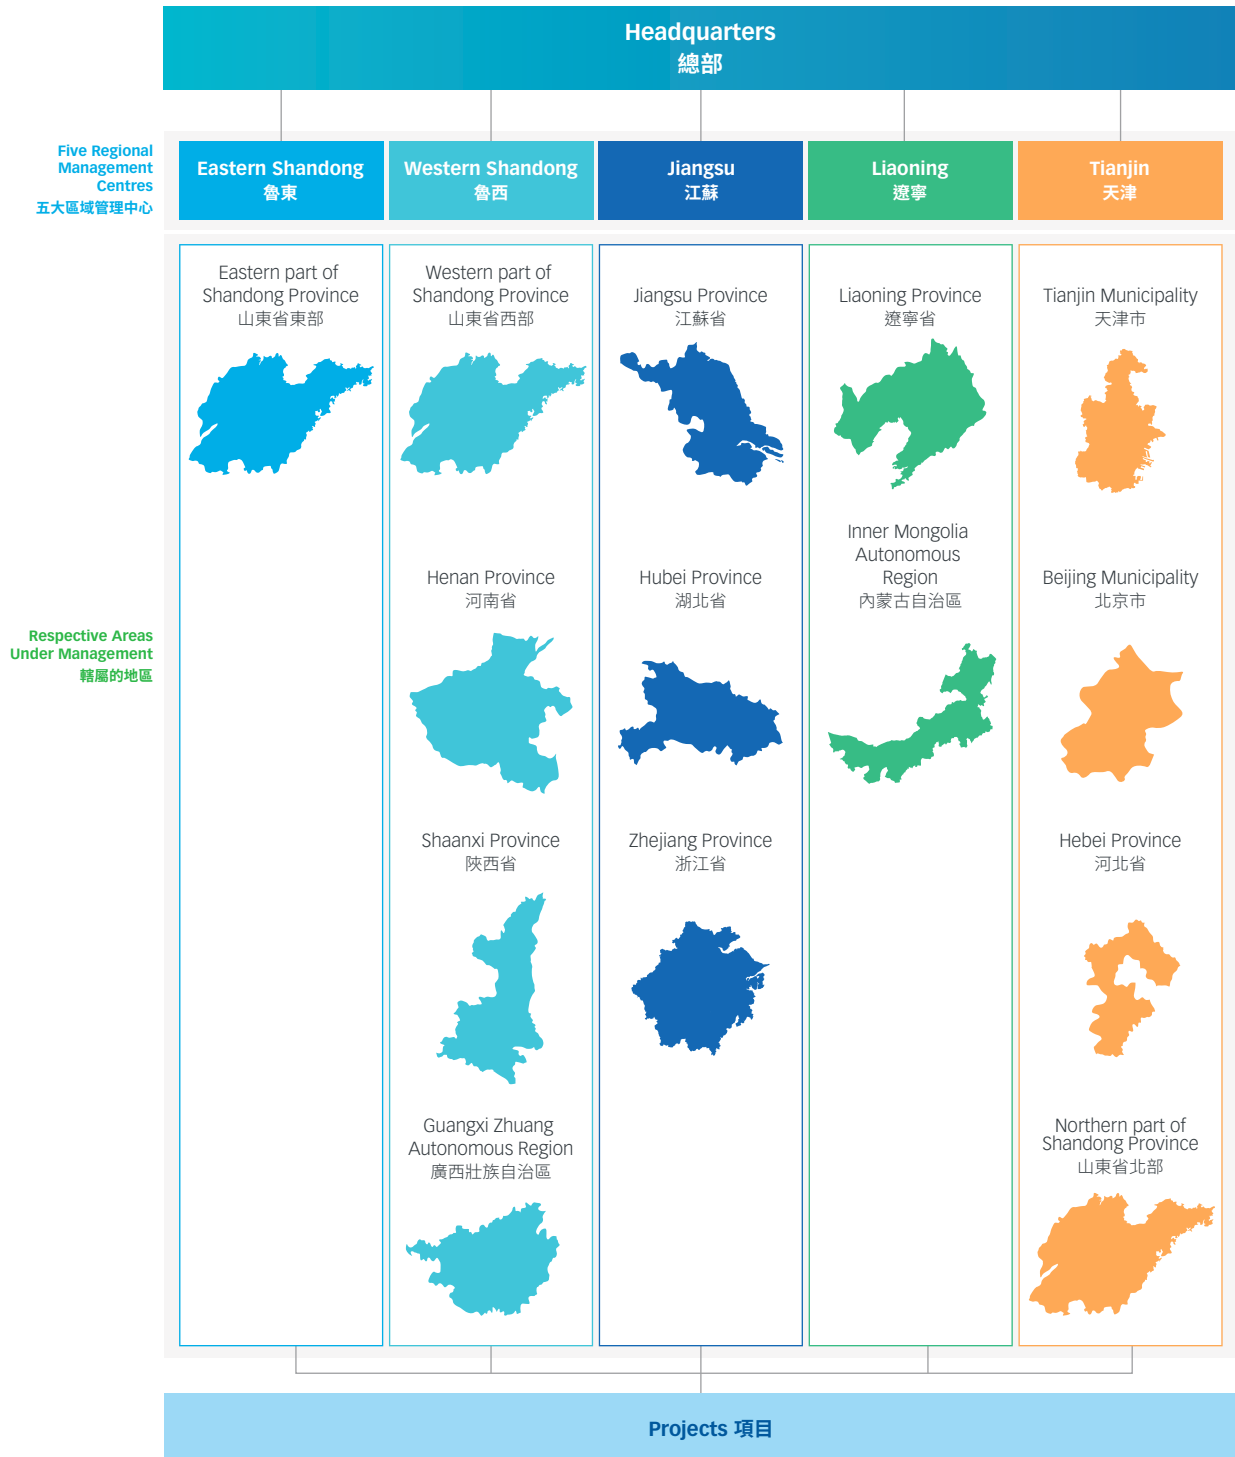 Headquarters
總部
Five Regional
Management
Centres
五大區域管理中心
Eastern Shandong
魯東
Western Shandong
魯西
Jiangsu
江蘇
Liaoning
遼寧
Tianjin
天津
Respective Areas
Under Management
轄屬的地區
Eastern part of
Shandong Province
山東省東部
Western part of
Shandong Province
山東省西部
Henan Province
河南省
Shaanxi Province
陝西省
Guangxi Zhuang
Autonomous Region
廣西壯族自治區
Jiangsu Province
江蘇省
Hubei Province
湖北省
Zhejiang Province
浙江省
Liaoning Province
遼寧省
Inner Mongolia
Autonomous
Region
內蒙古自治區
Tianjin Municipality
天津市
Beijing Municipality
北京市
Hebei Province
河北省
Northern part of
Shandong Province
山東省北部
Projects 項目